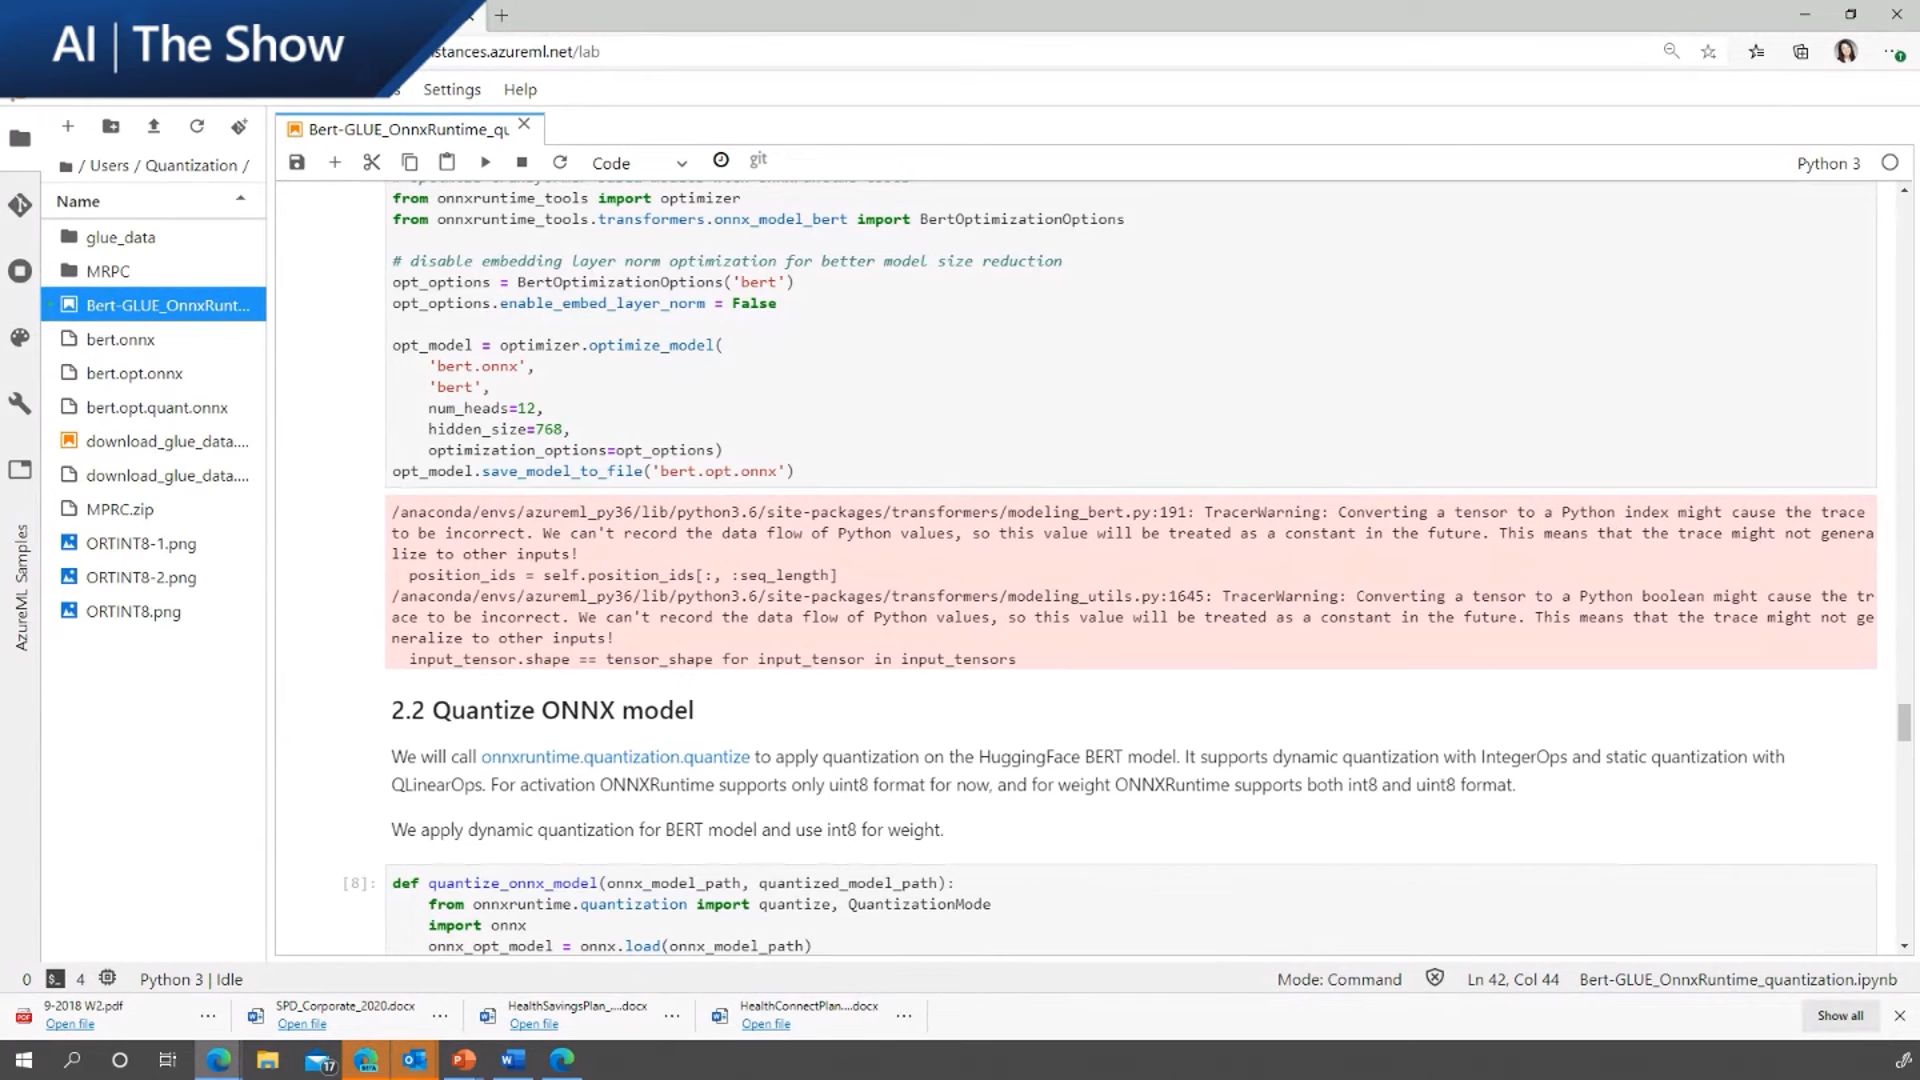 AI | The Show
stances.azureml.net/lab
Settings Help
/ Users / Quantization /
Name
glue_data
MRPC
Bert-GLUE_OnnxRunt...
bert.onnx
bert.opt.onnx
bert.opt.quant.onnx
download_glue_data....
download_glue_data....
MPRC.zip
ORTINT8-1.png
ORTINT8-2.png
ORTINT8.png
AzureML Samples
Bert-GLUE_OnnxRuntime_qu
Code
git
Python 3
from onnxruntime_tools import optimizer
from onnxruntime_tools.transformers.onnx_model_bert import BertOptimizationOptions
# disable embedding layer norm optimization for better model size reduction
opt_options = BertOptimizationOptions('bert')
opt_options.enable_embed_layer_norm = False
opt_model = optimizer.optimize_model(
'bert.onnx',
'bert',
num_heads=12,
hidden_size=768,
optimization_options=opt_options)
opt_model.save_model_to_file('bert.opt.onnx')
/anaconda/envs/azureml_py36/lib/python3.6/site-packages/transformers/modeling_bert.py:191: TracerWarning: Converting a tensor to a Python index might cause the trace
to be incorrect. We can't record the data flow of Python values, so this value will be treated as a constant in the future. This means that the trace might not genera
lize to other inputs!
position_ids = self.position_ids[:, :seq_length]
/anaconda/envs/azureml_py36/lib/python3.6/site-packages/transformers/modeling_utils.py:1645: TracerWarning: Converting a tensor to a Python boolean might cause the tr
ace to be incorrect. We can't record the data flow of Python values, so this value will be treated as a constant in the future. This means that the trace might not ge
neralize to other inputs!
input_tensor.shape == tensor_shape for input_tensor in input_tensors
2.2 Quantize ONNX model
We will call onnxruntime.quantization.quantize to apply quantization on the HuggingFace BERT model. It supports dynamic quantization with IntegerOps and static quantization with
QLinearOps. For activation ONNXRuntime supports only uint8 format for now, and for weight ONNXRuntime supports both int8 and uint8 format.
We apply dynamic quantization for BERT model and use int8 for weight.
[8]: def quantize_onnx_model(onnx_model_path, quantized_model_path):
from onnxruntime.quantization import quantize, QuantizationMode
import onnx
onnx_opt_model = onnx.load(onnx_model_path)
0 4 Python 3 | Idle
Mode: Command Ln 42, Col 44 Bert-GLUE_OnnxRuntime_quantization.ipynb
9-2018 W2.pdf
Open file
SPD_Corporate_2020.docx
Open file
HealthSavingsPlan_....docx
Open file
HealthConnectPlan....docx
Open file
Show all
17